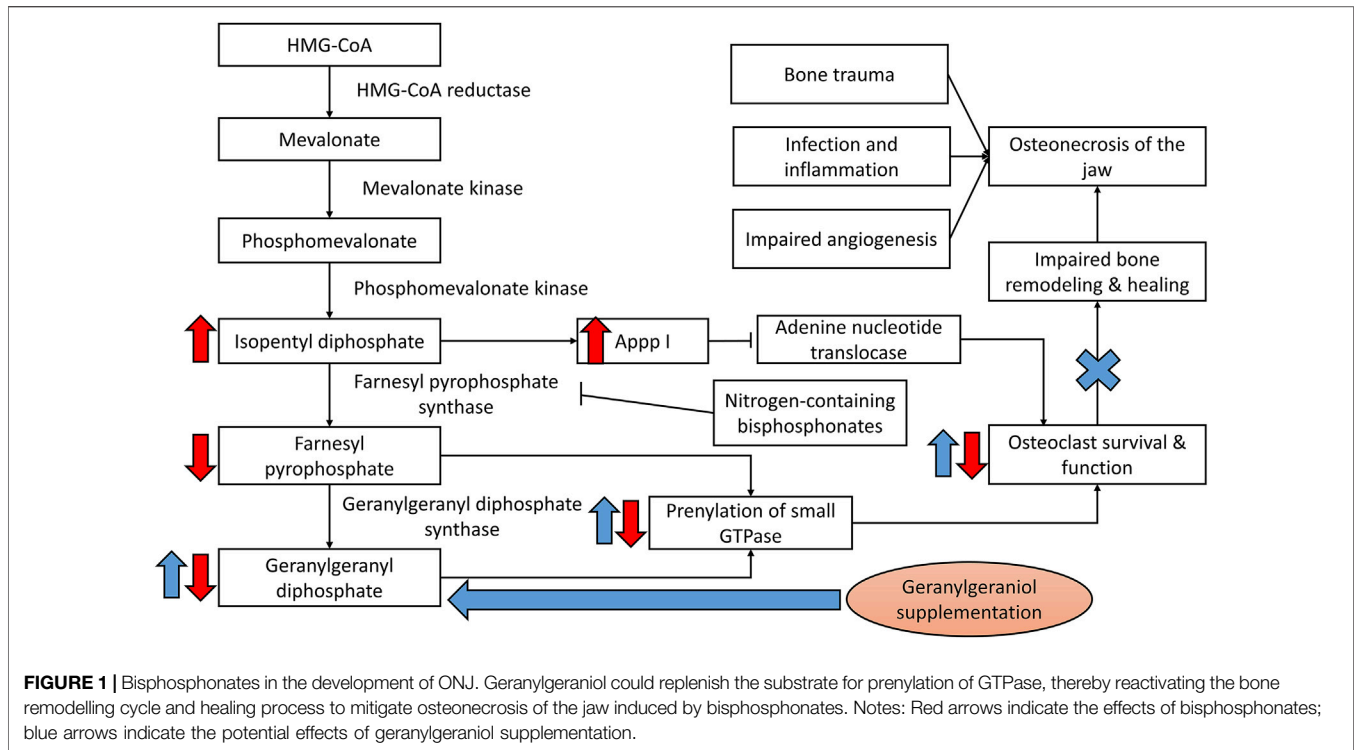 HMG-CoA
HMG-CoA reductase
Mevalonate
Mevalonate kinase
Phosphomevalonate
Phosphomevalonate kinase
Isopentyl diphosphate
Appp I
Adenine nucleotide
translocase
Farnesyl pyrophosphate
synthase
Nitrogen-containing
bisphosphonates
Farnesyl
pyrophosphate
Geranylgeranyl diphosphate
synthase
Prenylation of small
GTPase
Geranylgeranyl
diphosphate
Geranylgeraniol
supplementation
Bone trauma
Infection and
inflammation
Impaired angiogenesis
Osteonecrosis of the
jaw
Impaired bone
remodeling & healing
Osteoclast survival &
function
FIGURE 1 | Bisphosphonates in the development of ONJ. Geranylgeraniol could replenish the substrate for prenylation of GTPase, thereby reactivating the bone
remodelling cycle and healing process to mitigate osteonecrosis of the jaw induced by bisphosphonates. Notes: Red arrows indicate the effects of bisphosphonates;
blue arrows indicate the potential effects of geranylgeraniol supplementation.